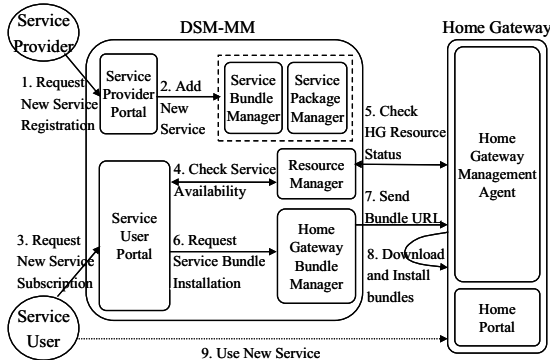 Service
Provider
DSM-MM
Home Gateway
1. Request
New Service
Registration
Service
Provider
Portal
2. Add
New
Service
Service
Bundle
Manager
Service
Package
Manager
5. Check
HG Resource
Status
Home
Gateway
Management
Agent
4. Check Service
Availability
Resource
Manager
7. Send
Bundle URL
3. Request
New Service
Subscription
Service
User
Portal
6. Request
Service Bundle
Installation
Home
Gateway
Bundle
Manager
8. Download
and Install
bundles
Home
Portal
Service
User
9. Use New Service